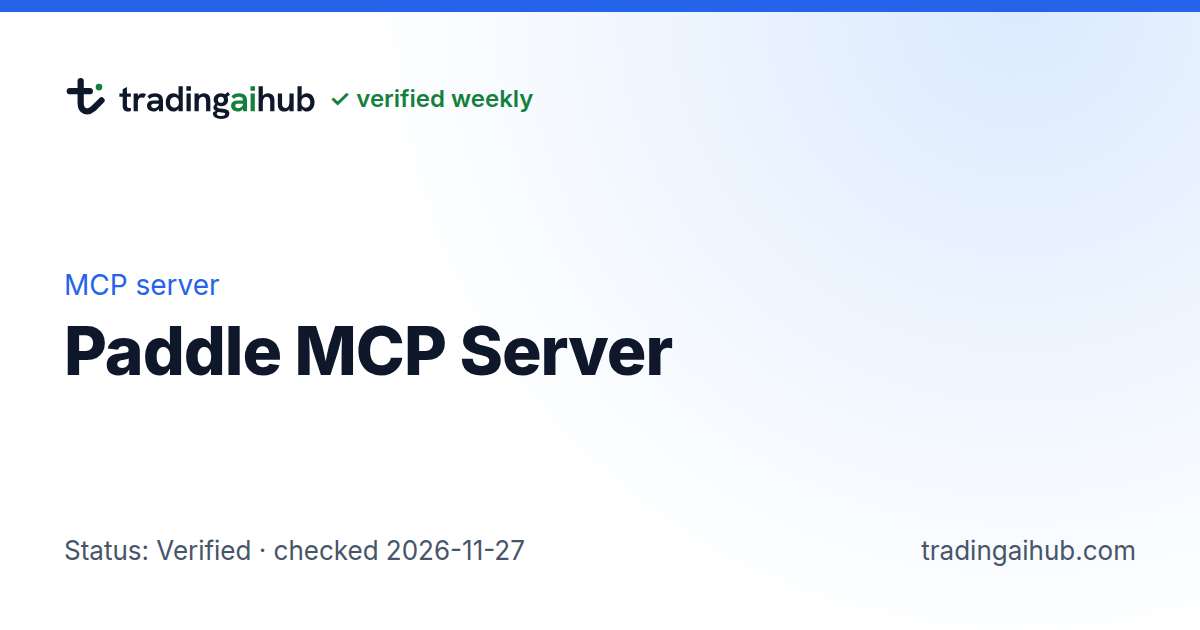 tradingaihub ✓ verified weekly
MCP server
Paddle MCP Server
Status: Verified · checked 2026-11-27
tradingaihub.com